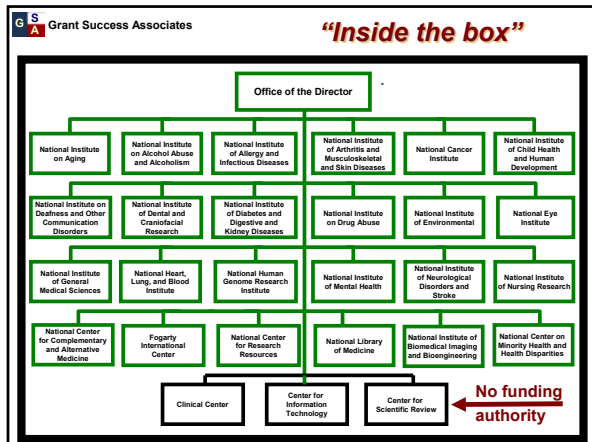 G S A Grant Success Associates
“Inside the box”
Office of the Director
National Institute
on Aging
National Institute
on Alcohol Abuse
and Alcoholism
National Institute
of Allergy and
Infectious Diseases
National Institute
of Arthritis and
Musculoskeletal
and Skin Diseases
National Cancer
Institute
National Institute
of Child Health
and Human
Development
National Institute on
Deafness and Other
Communication
Disorders
National Institute
of Dental and
Craniofacial
Research
National Institute
of Diabetes and
Digestive and
Kidney Diseases
National Institute
on Drug Abuse
National Institute
of Environmental
National Eye
Institute
National Institute
of General
Medical Sciences
National Heart,
Lung, and Blood
Institute
National Human
Genome Research
Institute
National Institute
of Mental Health
National Institute
of Neurological
Disorders and
Stroke
National Institute
of Nursing Research
National Center
for Complementary
and Alternative
Medicine
Fogarty
International
Center
National Center
for Research
Resources
National Library
of Medicine
National Institute of
Biomedical Imaging
and Bioengineering
National Center on
Minority Health and
Health Disparities
Clinical Center
Center for
Information
Technology
Center for
Scientific Review
No funding
authority